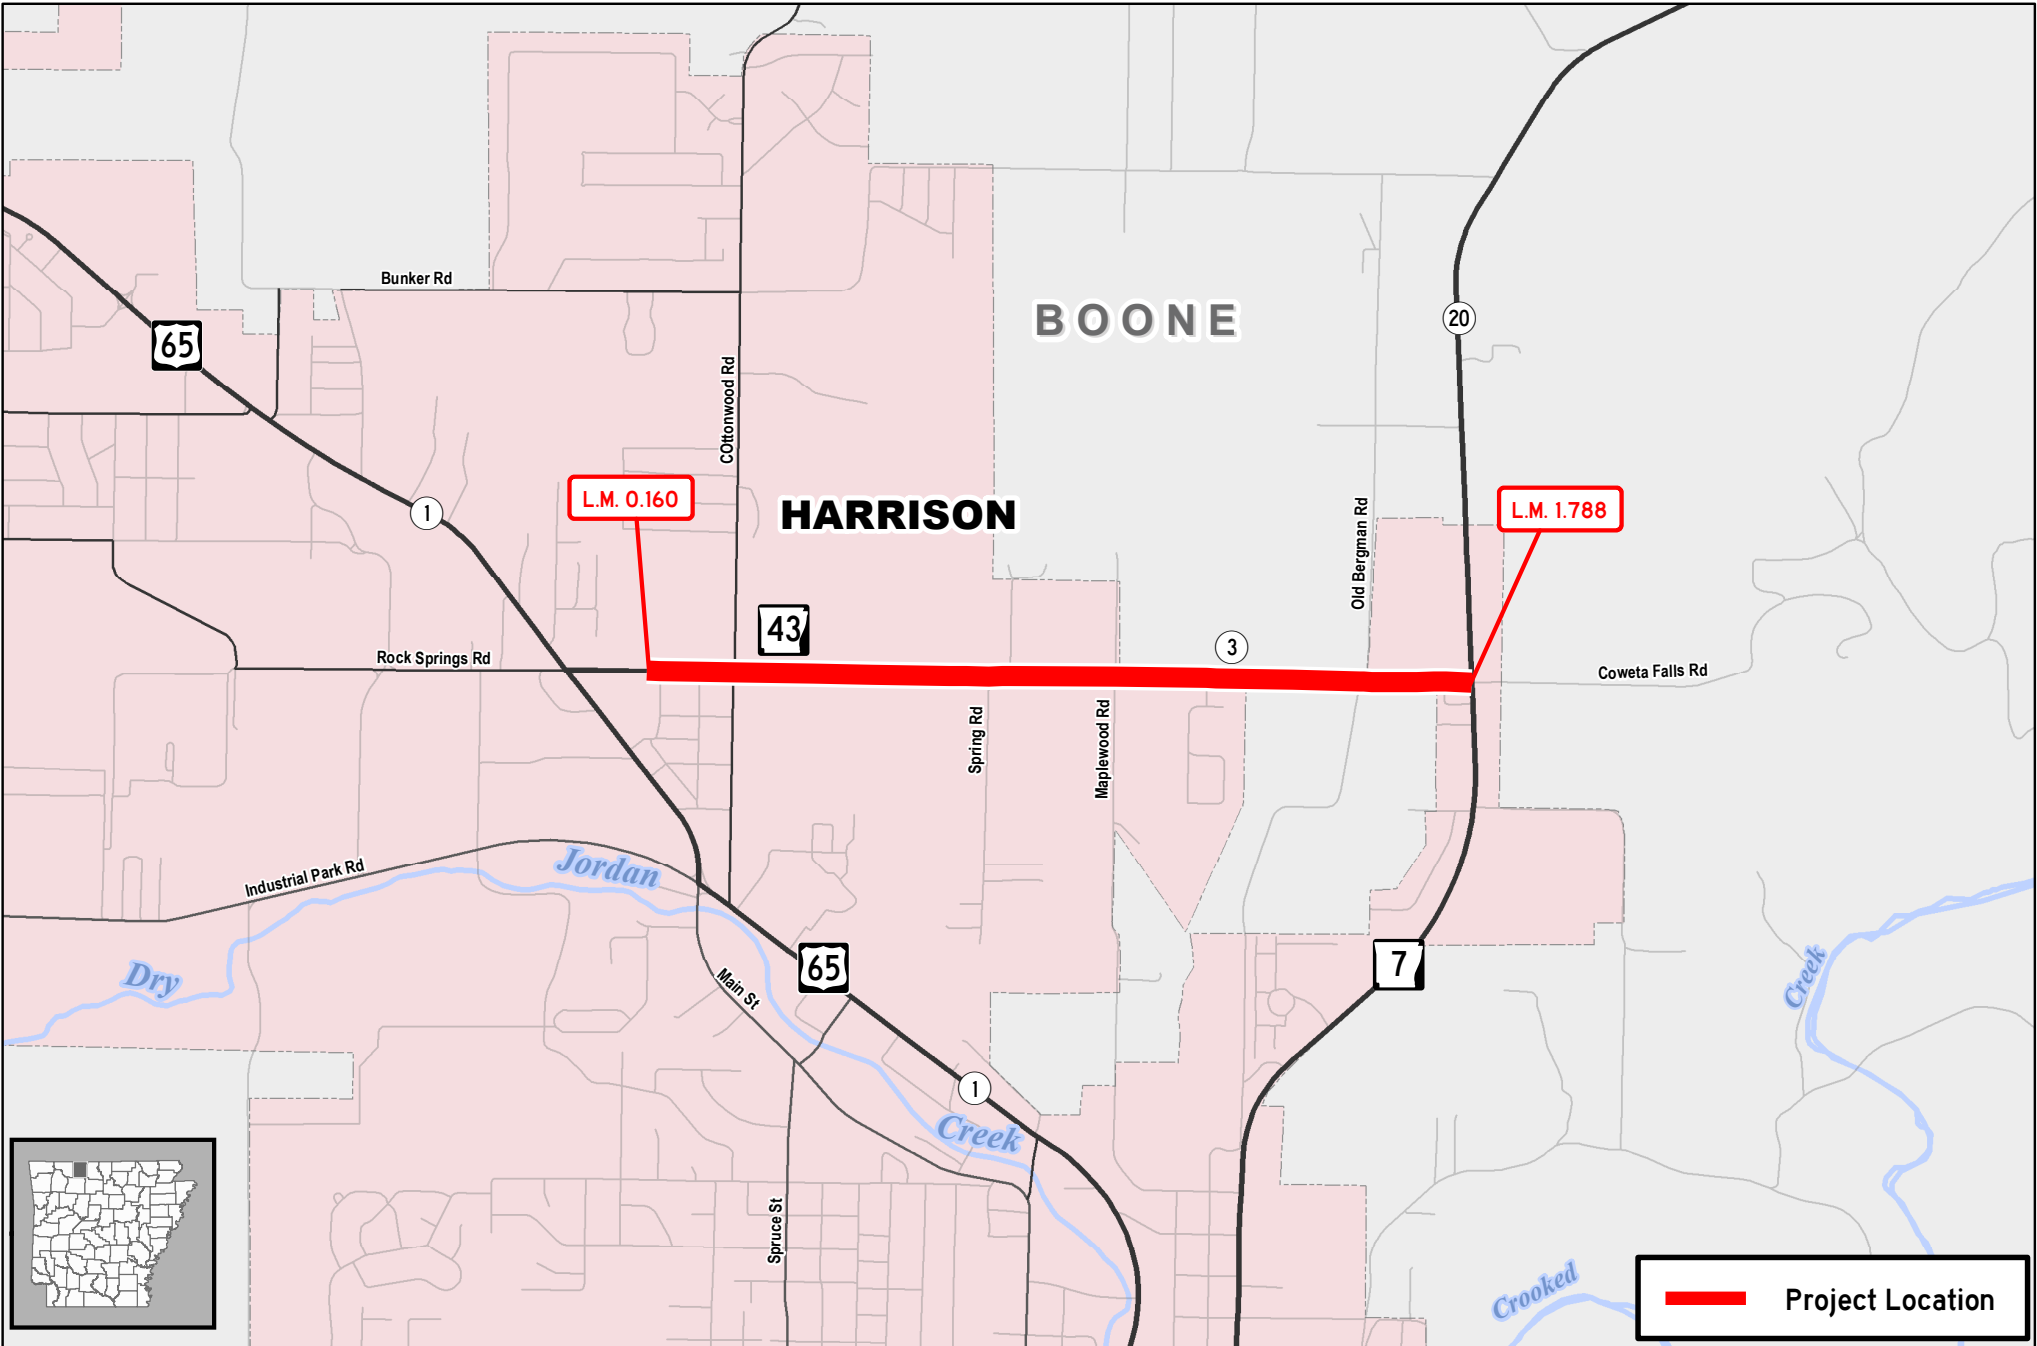 Bunker Rd
BOONE
20
65
COttonwood Rd
L.M. 0.160
HARRISON
L.M. 1.788
1
Old Bergman Rd
43
3
Rock Springs Rd
Coweta Falls Rd
Spring Rd
Maplewood Rd
Jordan
Industrial Park Rd
Dry
Main St
65
7
Creek
1
Creek
Spruce St
Crooked
Project Location